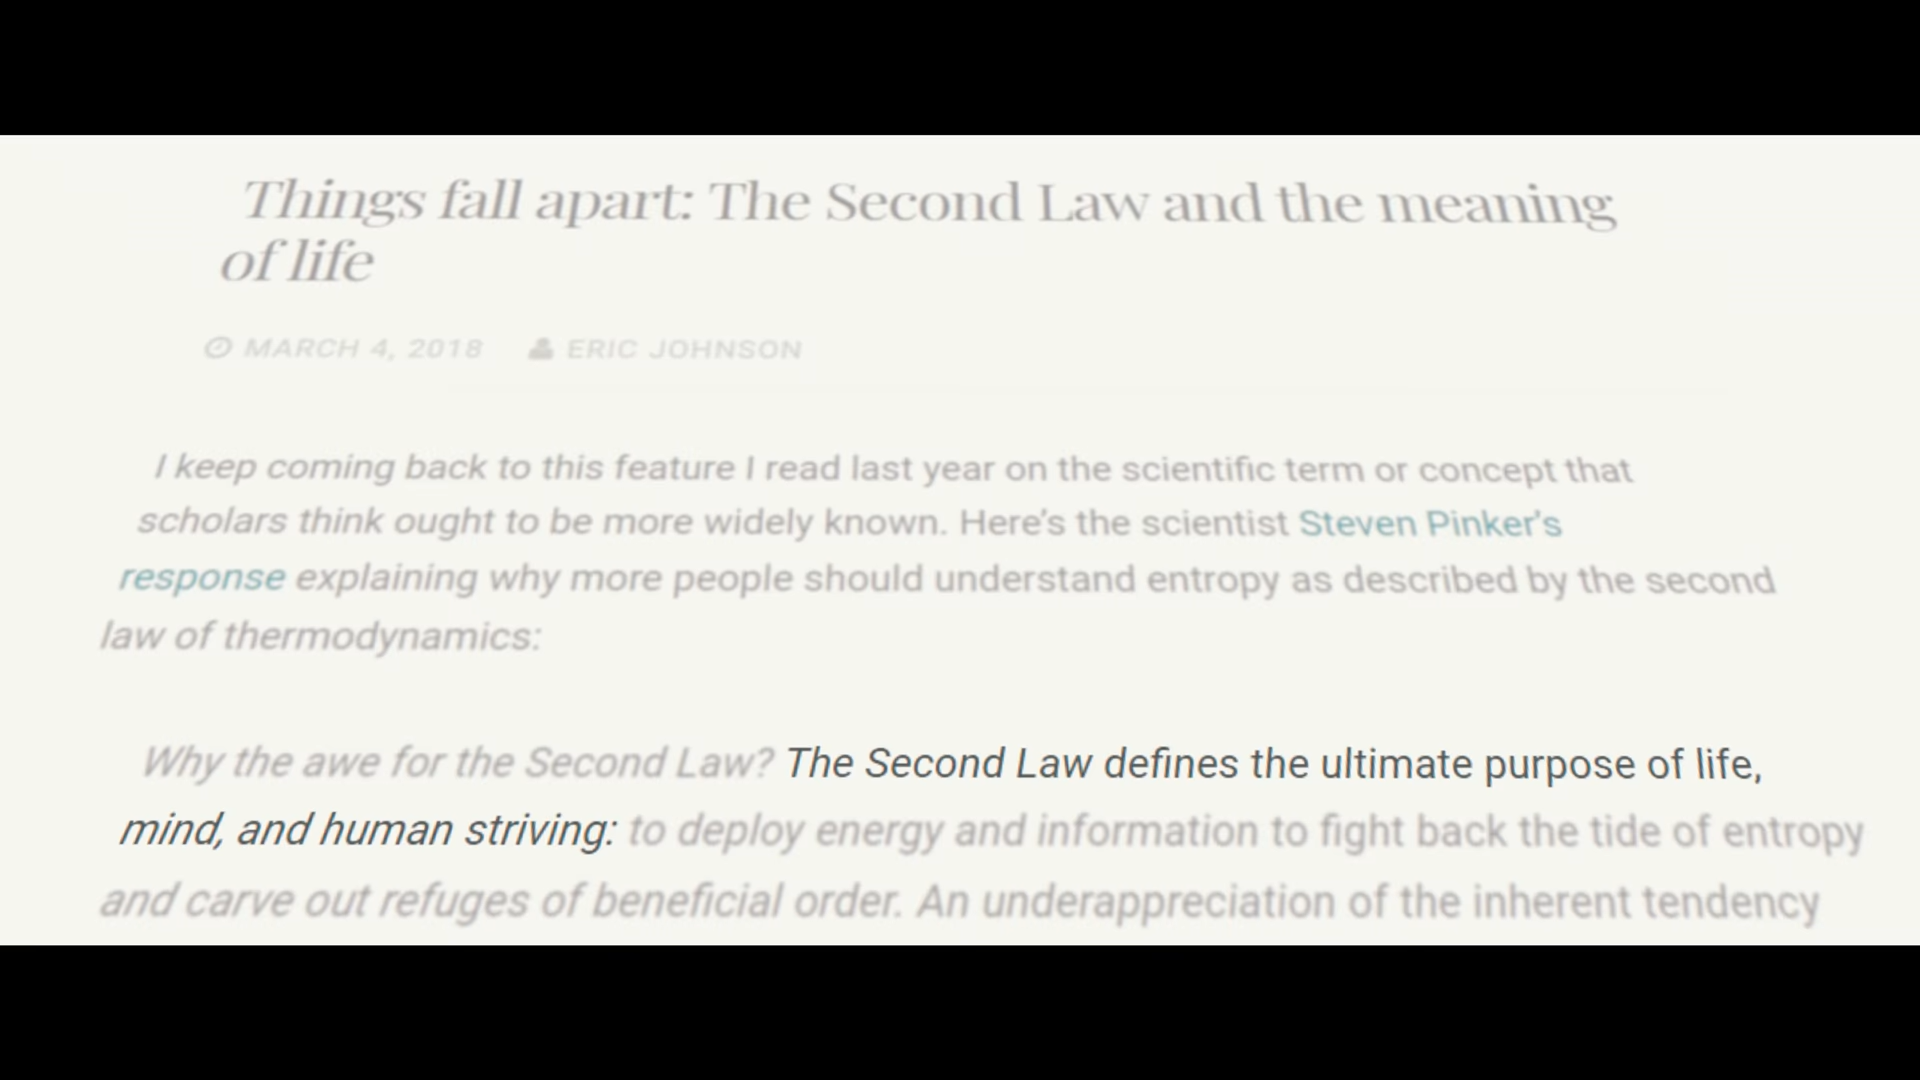 Things fall apart: The Second Law and the meaning
of life
MARCH 4, 2018 ERIC JOHNSON
I keep coming back to this feature I read last year on the scientific term or concept that
scholars think ought to be more widely known. Here's the scientist Steven Pinker's
response explaining why more people should understand entropy as described by the second
law of thermodynamics:
Why the awe for the Second Law? The Second Law defines the ultimate purpose of life,
mind, and human striving: to deploy energy and information to fight back the tide of entropy
and carve out refuges of beneficial order. An underappreciation of the inherent tendency